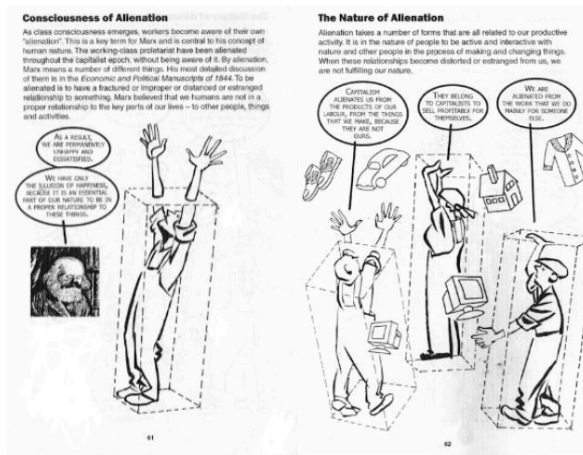 Consciousness of Alienation
As class consciousness emerges, workers become aware of their own
"alienation". This is a key term for Marx and is central to his concept of
human nature. The working-class proletariat have been alienated
throughout the capitalist epoch, without being aware of it. By alienation,
Marx means a number of different things. His most detailed discussion
of them is in the Economic and Political Manuscripts of 1844. To be
alienated is to have a fractured or improper or distanced or estranged
relationship to something. Marx believed that we humans are not in a
proper relationship to the key parts of our lives – to other people, things
and activities.
AS A RESULT,
WE ARE PERMANENTLY
UNHAPPY AND
DISSATISFIED.
WE HAVE ONLY
THE ILLUSION OF HAPPINESS,
BECAUSE IT IS AN ESSENTIAL
PART OF OUR NATURE TO BE IN
A PROPER RELATIONSHIP TO
THESE THINGS.
61
The Nature of Alienation
Alienation takes a number of forms that are all related to our productive
activity. It is in the nature of people to be active and interactive with
nature and other people in the process of making and changing things.
When these relationships become distorted or estranged from us, we
are not fulfilling our nature.
CAPITALISM
ALIENATES US FROM
THE PRODUCTS OF OUR
LABOUR, FROM THE THINGS
THAT WE MAKE, BECAUSE
THEY ARE NOT
OURS.
THEY BELONG
TO CAPITALISTS TO
SELL PROFITABLY FOR
THEMSELVES.
WE ARE
ALIENATED FROM
THE WORK THAT WE DO
MAINLY FOR SOMEONE
ELSE.
62